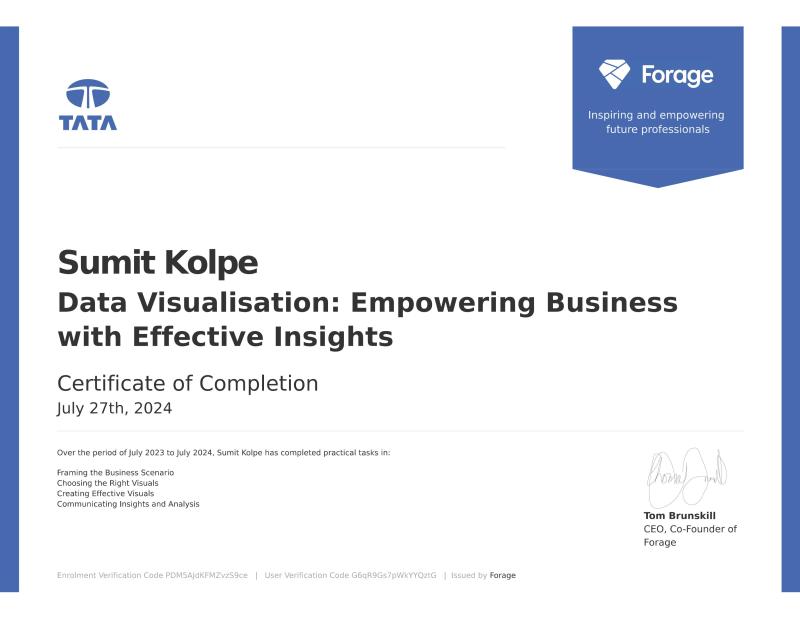 TATA
Forage
Inspiring and empowering
future professionals
Sumit Kolpe
Data Visualisation: Empowering Business
with Effective Insights
Certificate of Completion
July 27th, 2024
Over the period of July 2023 to July 2024, Sumit Kolpe has completed practical tasks in:
Framing the Business Scenario
Choosing the Right Visuals
Creating Effective Visuals
Communicating Insights and Analysis
Tom Brunskill
CEO, Co-Founder of
Forage
Enrolment Verification Code PDM5AJdKFMZvzS9ce | User Verification Code G6qR9Gs7pWkYYQztG | Issued by Forage